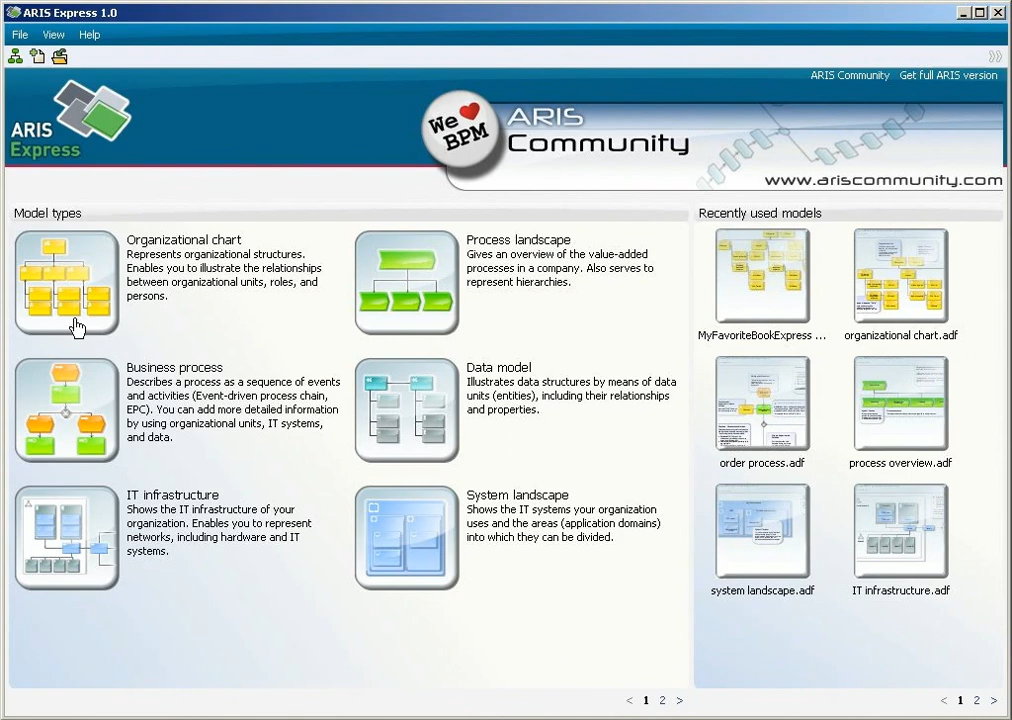 ARIS Express 1.0
File View Help
ARIS Community Get full ARIS version
ARIS
Express
We
BPM
ARIS
Community
www.ariscommunity.com
Model types
Organizational chart
Represents organizational structures.
Enables you to illustrate the relationships
between organizational units, roles, and
persons.
Process landscape
Gives an overview of the value-added
processes in a company. Also serves to
represent hierarchies.
Business process
Describes a process as a sequence of events
and activities (Event-driven process chain,
EPC). You can add more detailed information
by using organizational units, IT systems,
and data.
Data model
Illustrates data structures by means of data
units (entities), including their relationships
and properties.
IT infrastructure
Shows the IT infrastructure of your
organization. Enables you to represent
networks, including hardware and IT
systems.
System landscape
Shows the IT systems your organization
uses and the areas (application domains)
into which they can be divided.
< 1 2 >
Recently used models
MyFavoriteBookExpress ...
organizational chart.adf
order process.adf
process overview.adf
system landscape.adf
IT infrastructure.adf
< 1 2 >